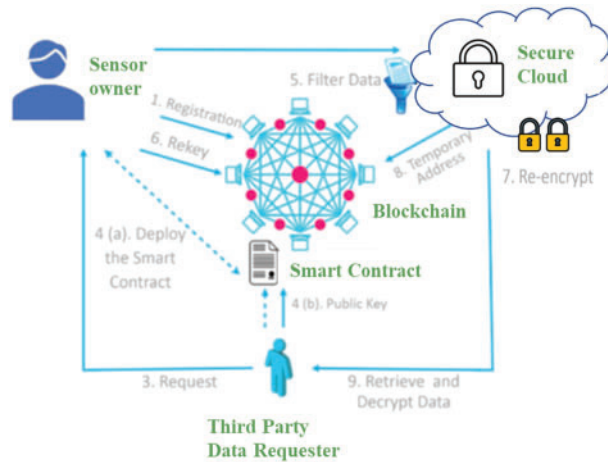 Sensor
owner
Secure
Cloud
5. Filter Data
1. Registration
6. Rekey
8. Temporary
Address
7. Re-encrypt
Blockchain
4 (a). Deploy
the Smart
Contract
Smart Contract
4 (b). Public Key
3. Request
9. Retrieve and
Decrypt Data
Third Party
Data Requester